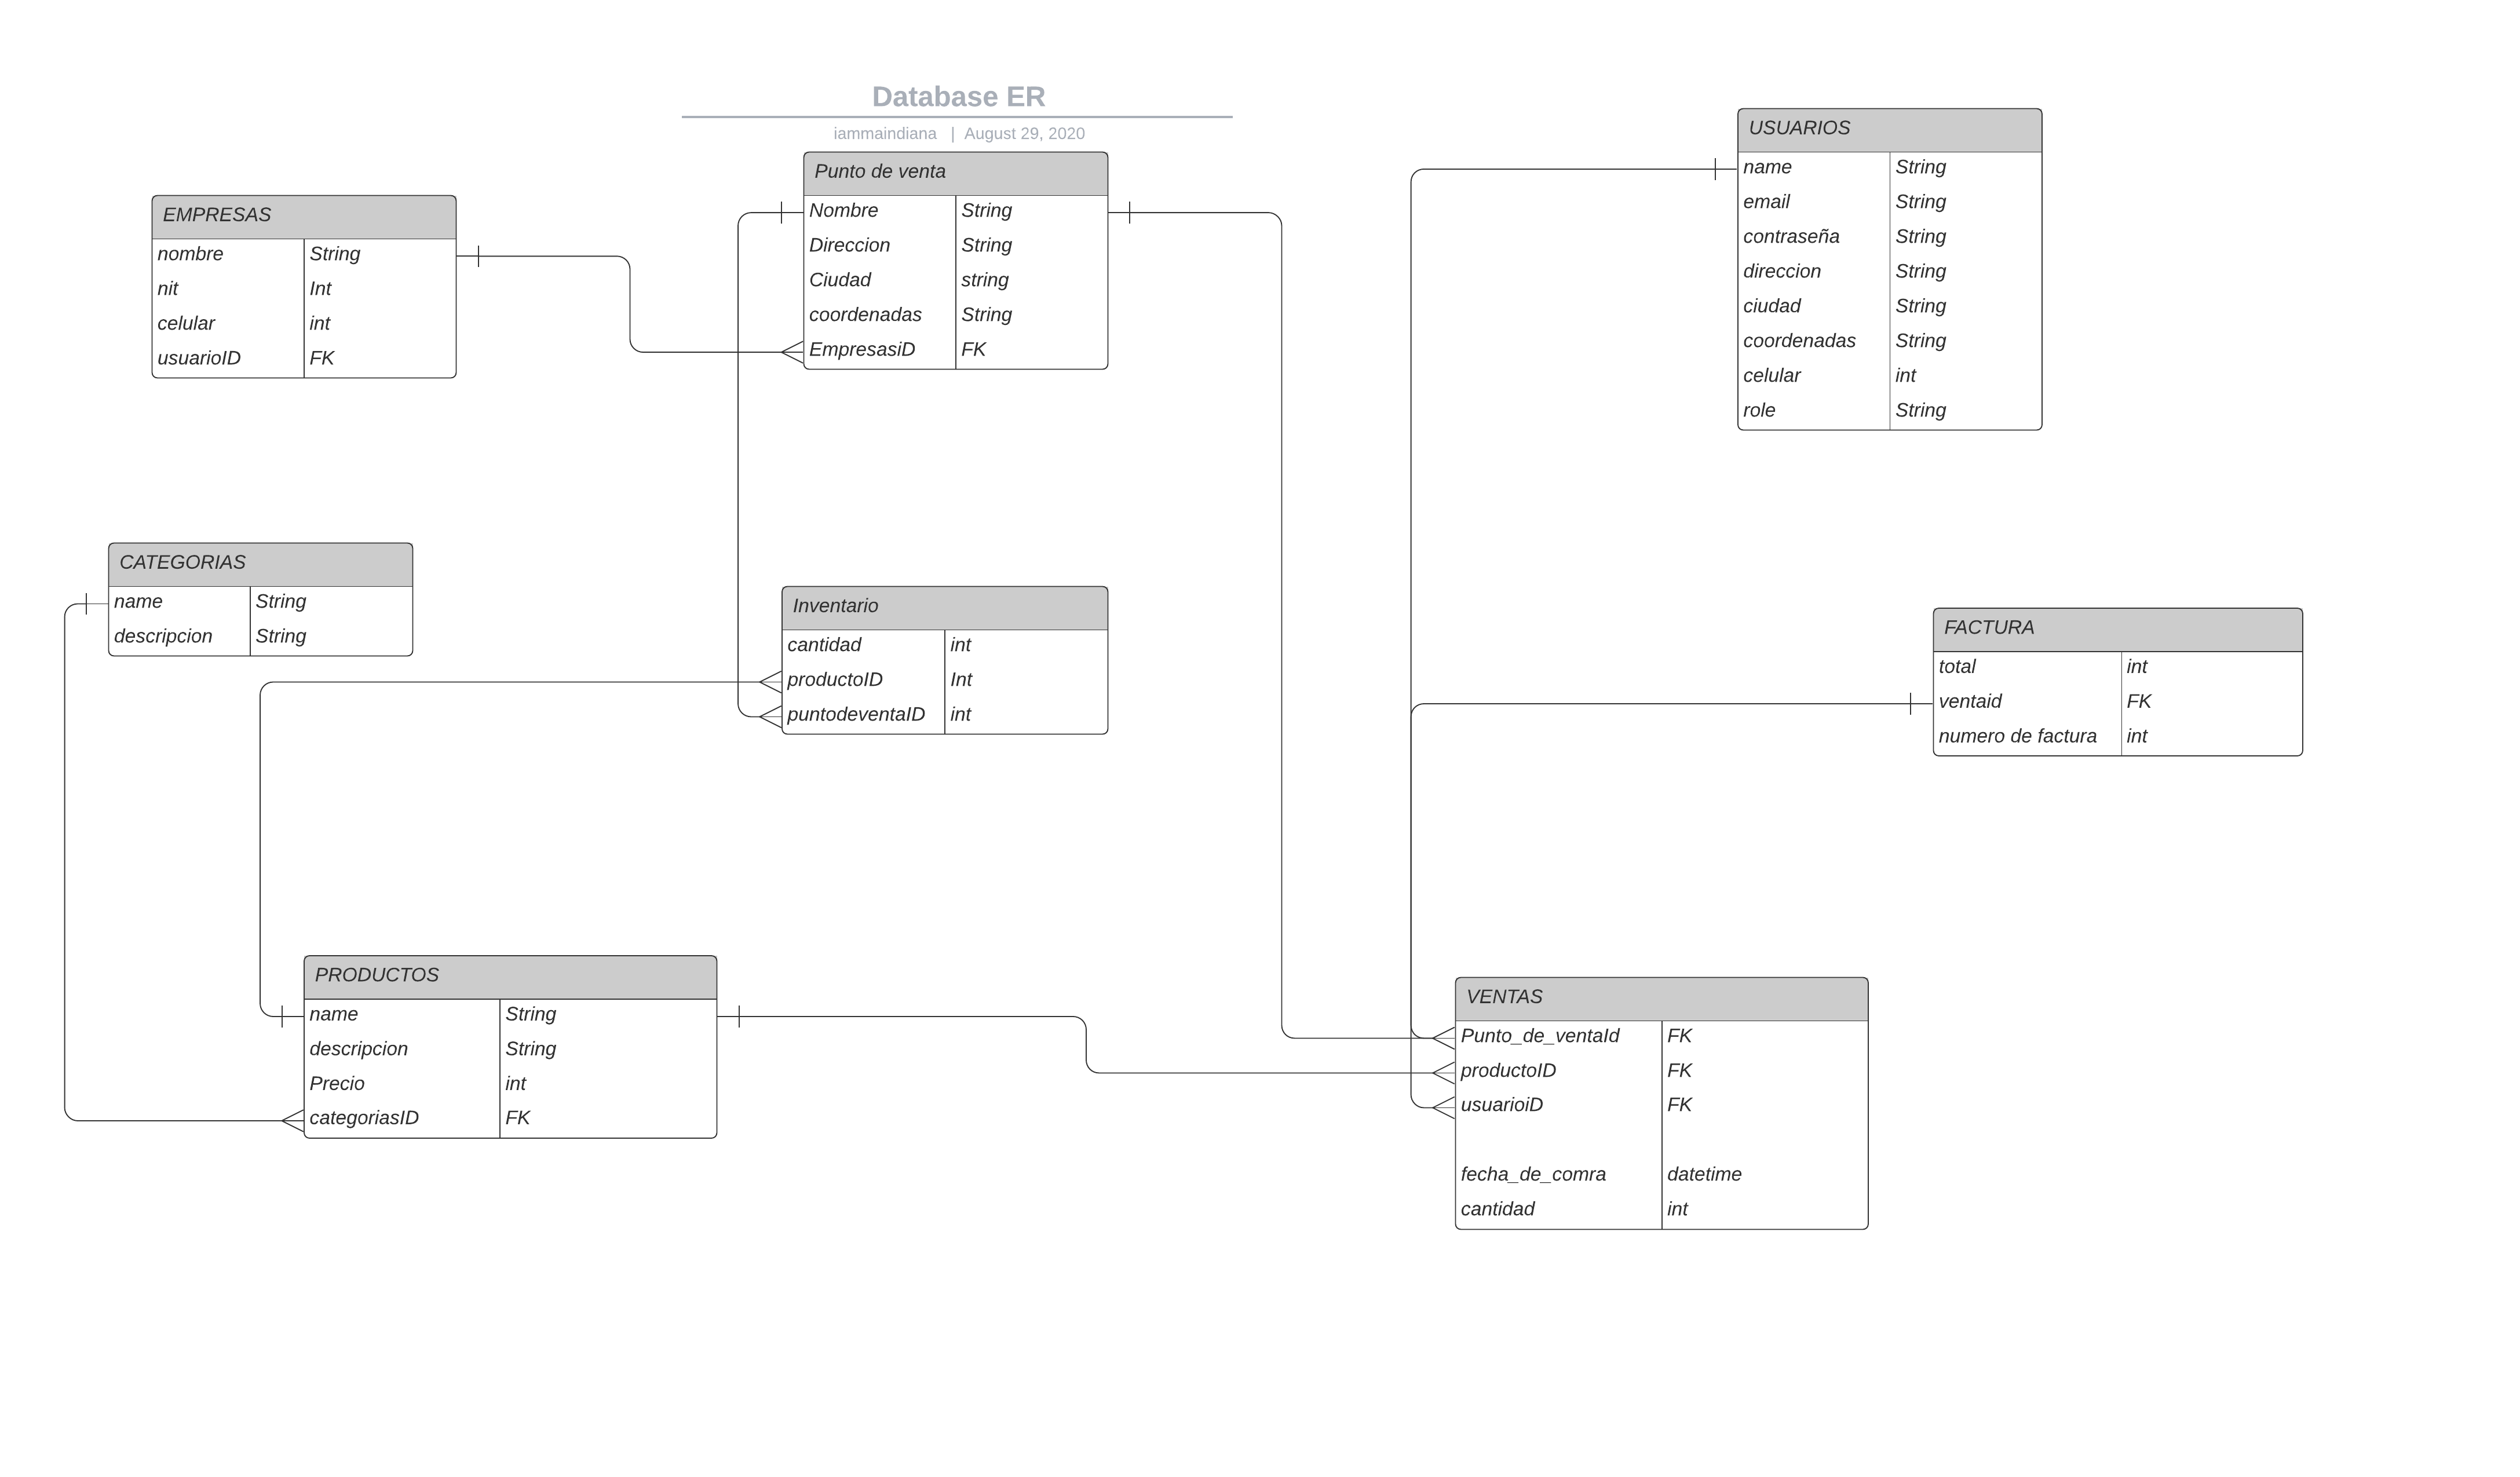 Database ER
iammaindiana | August 29, 2020
EMPRESAS
nombre String
nit Int
celular int
usuarioID FK
Punto de venta
Nombre String
Direccion String
Ciudad string
coordenadas String
EmpresasiD FK
USUARIOS
name String
email String
contraseña String
direccion String
ciudad String
coordenadas String
celular int
role String
CATEGORIAS
name String
descripcion String
Inventario
cantidad int
productoID Int
puntodeventaID int
FACTURA
total int
ventaid FK
numero de factura int
PRODUCTOS
name String
descripcion String
Precio int
categoriasID FK
VENTAS
Punto_de_ventaId FK
productoID FK
usuarioiD FK
fecha_de_comra datetime
cantidad int